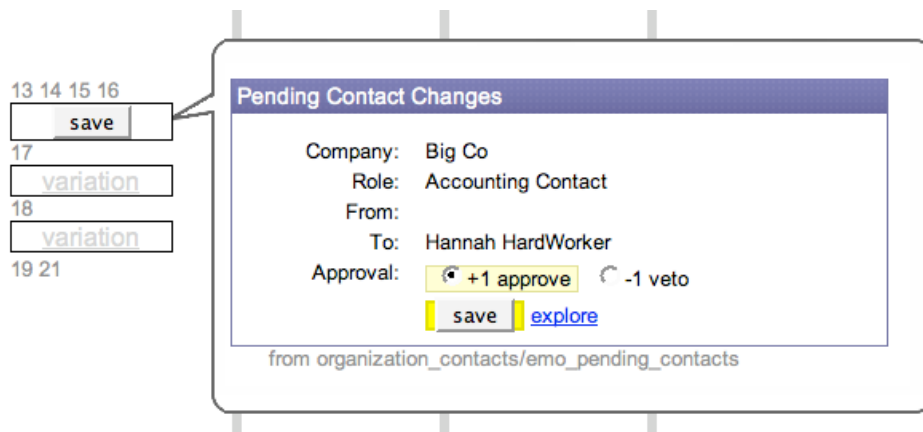 13 14 15 16
save
17
variation
18
variation
19 21
Pending Contact Changes
Company: Big Co
Role: Accounting Contact
From:
To: Hannah HardWorker
Approval: +1 approve -1 veto
save explore
from organization_contacts/emo_pending_contacts